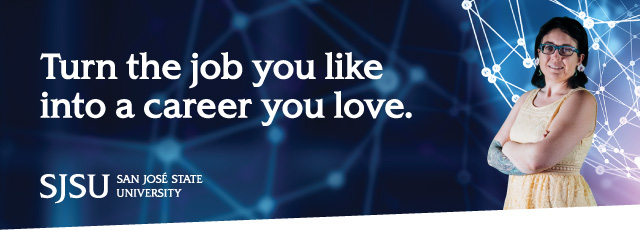 Turn the job you like
into a career you love.
SJSU SAN JOSÉ STATE
UNIVERSITY